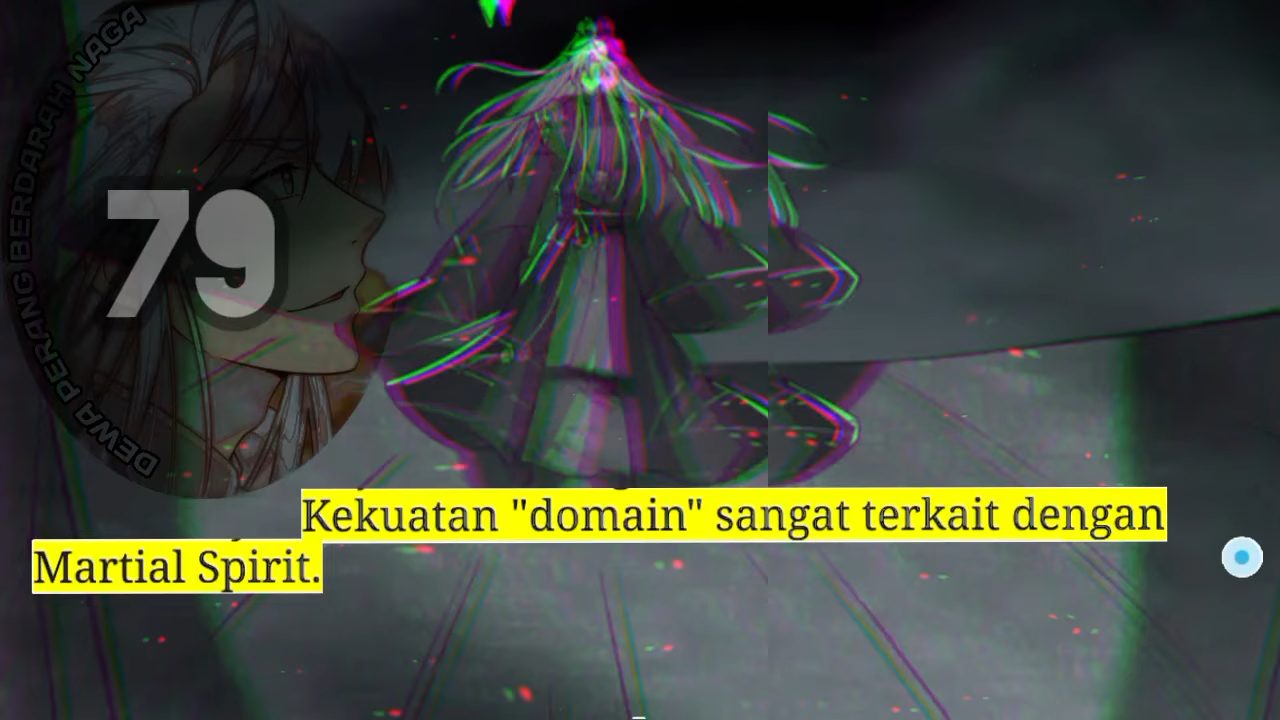 DEWA PERANG BERDARAH NAGA
79
Kekuatan "domain" sangat terkait dengan
Martial Spirit.